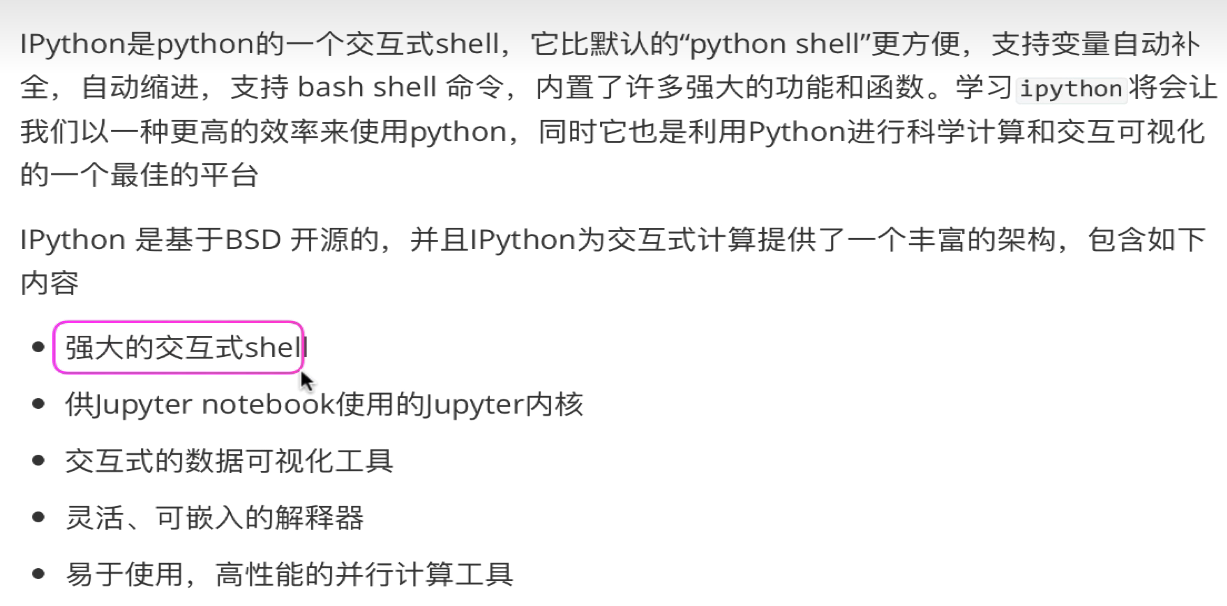 IPython是python的一个交互式shell，它比默认的“python shell”更方便，支持变量自动补
全，自动缩进，支持 bash shell 命令，内置了许多强大的功能和函数。学习 ipython 将会让
我们以一种更高的效率来使用python，同时它也是利用Python进行科学计算和交互可视化
的一个最佳的平台
IPython 是基于BSD 开源的，并且IPython为交互式计算提供了一个丰富的架构，包含如下
内容
• 强大的交互式shell
• 供Jupyter notebook使用的Jupyter内核
• 交互式的数据可视化工具
• 灵活、可嵌入的解释器
• 易于使用，高性能的并行计算工具